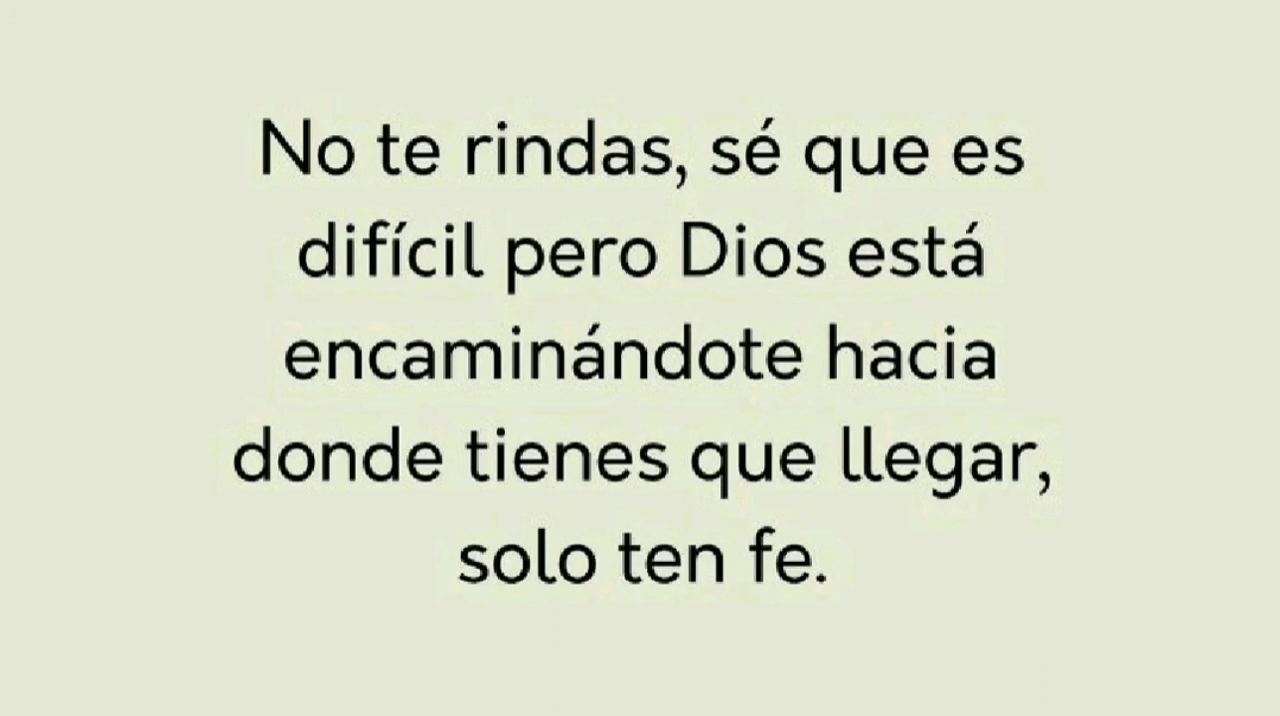 No te rindas, sé que es
difícil pero Dios está
encaminándote hacia
donde tienes que llegar,
solo ten fe.